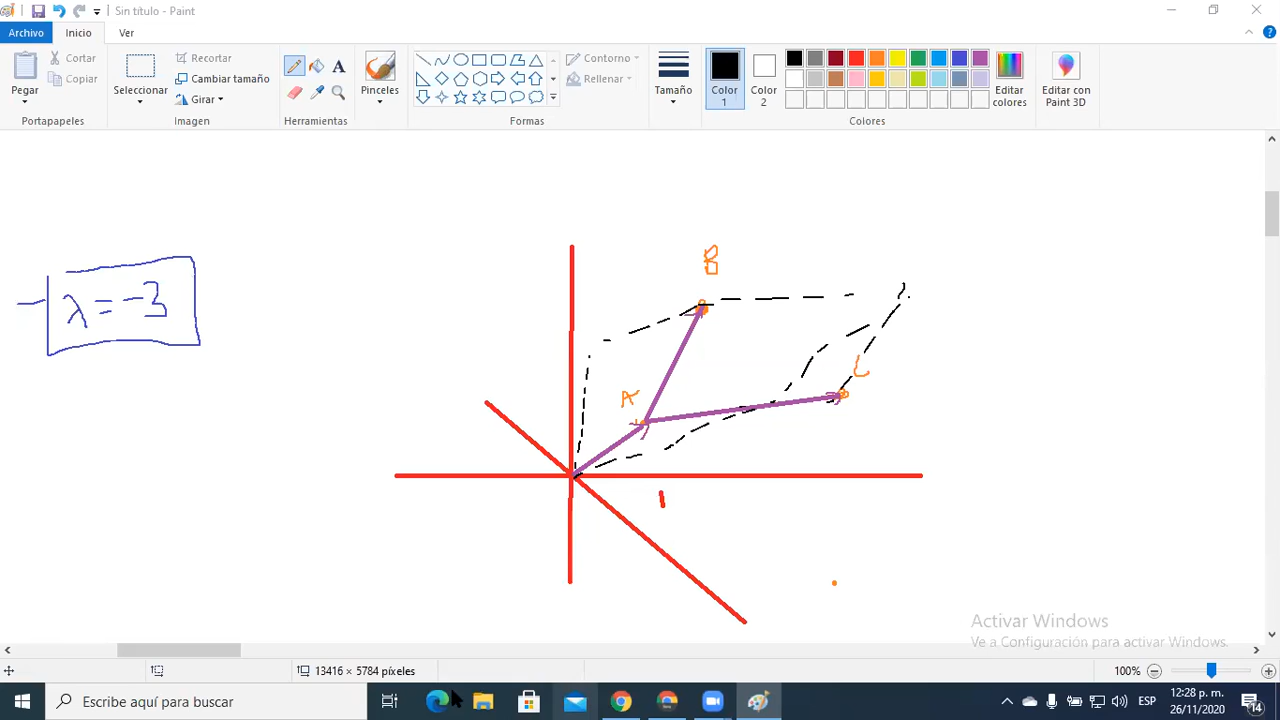 Sin título - Paint
Archivo Inicio Ver
Pegar
Cortar
Copiar
Portapapeles
Seleccionar
Recortar
Cambiar tamaño
Girar
Imagen
Herramientas
Pinceles
Contorno
Rellenar
Formas
Tamaño
Color 1
Color 2
Editar colores
Editar con Paint 3D
Colores
λ = -3
B
A
C
Activar Windows
Ve a Configuración para activar Windows.
13416 × 5784 píxeles
100%
Escribe aquí para buscar
ESP
12:28 p. m.
26/11/2020
14